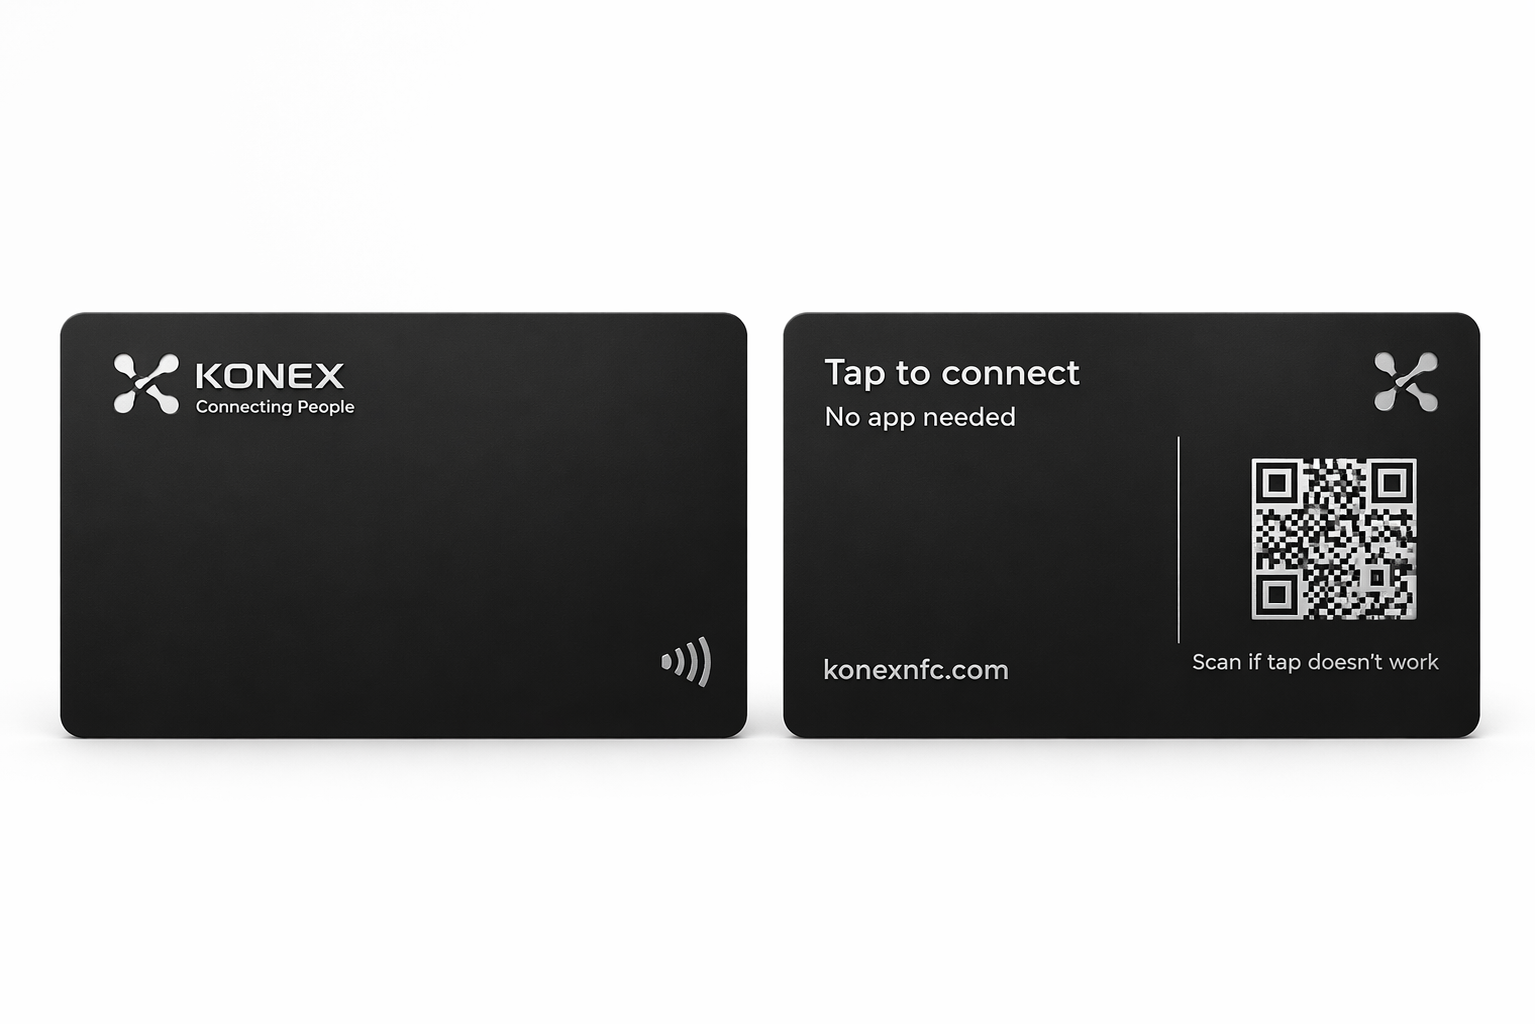 KONEX
Connecting People
Tap to connect
No app needed
konexnfc.com
Scan if tap doesn't work